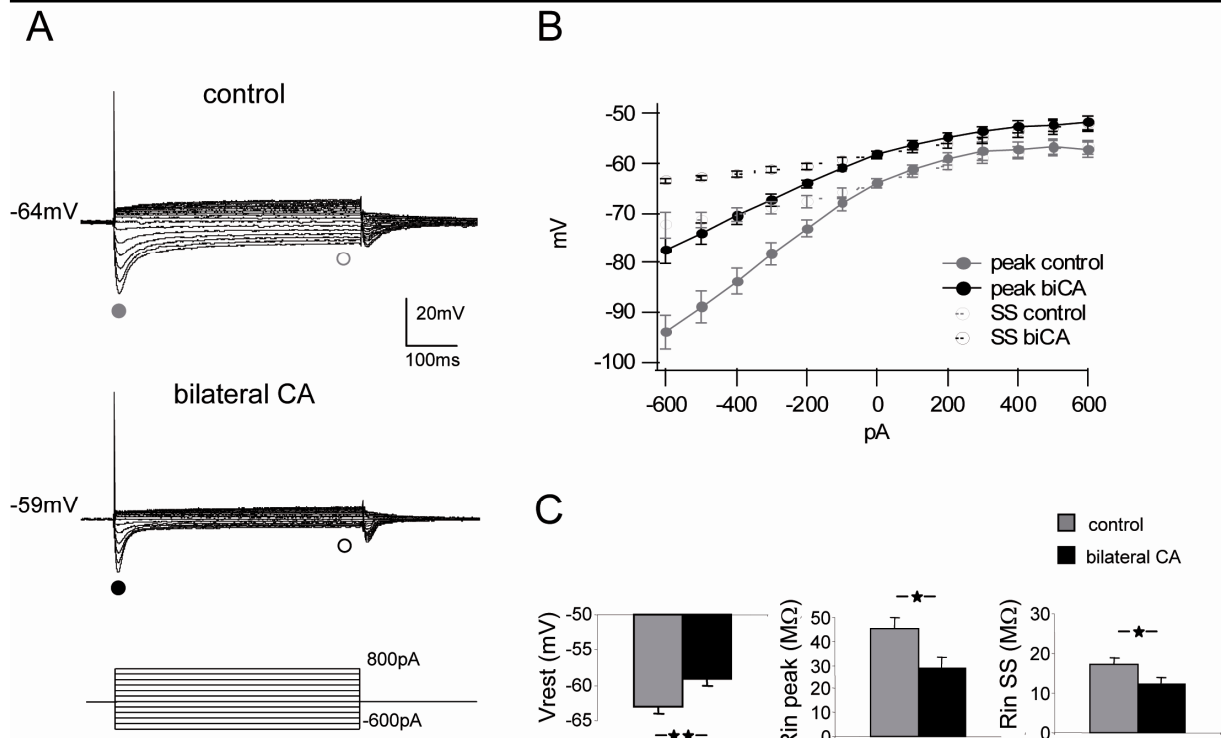 A
control
-64mV
20mV
100ms
bilateral CA
-59mV
800pA
-600pA
B
-50
-60
-70
-80
-90
-100
mV
-600 -400 -200 0 200 400 600
pA
peak control
peak biCA
SS control
SS biCA
C
control
bilateral CA
Vrest (mV)
-50
-55
-60
-65
Rin peak (MΩ)
50
40
30
20
10
0
Rin SS (MΩ)
30
20
10
0